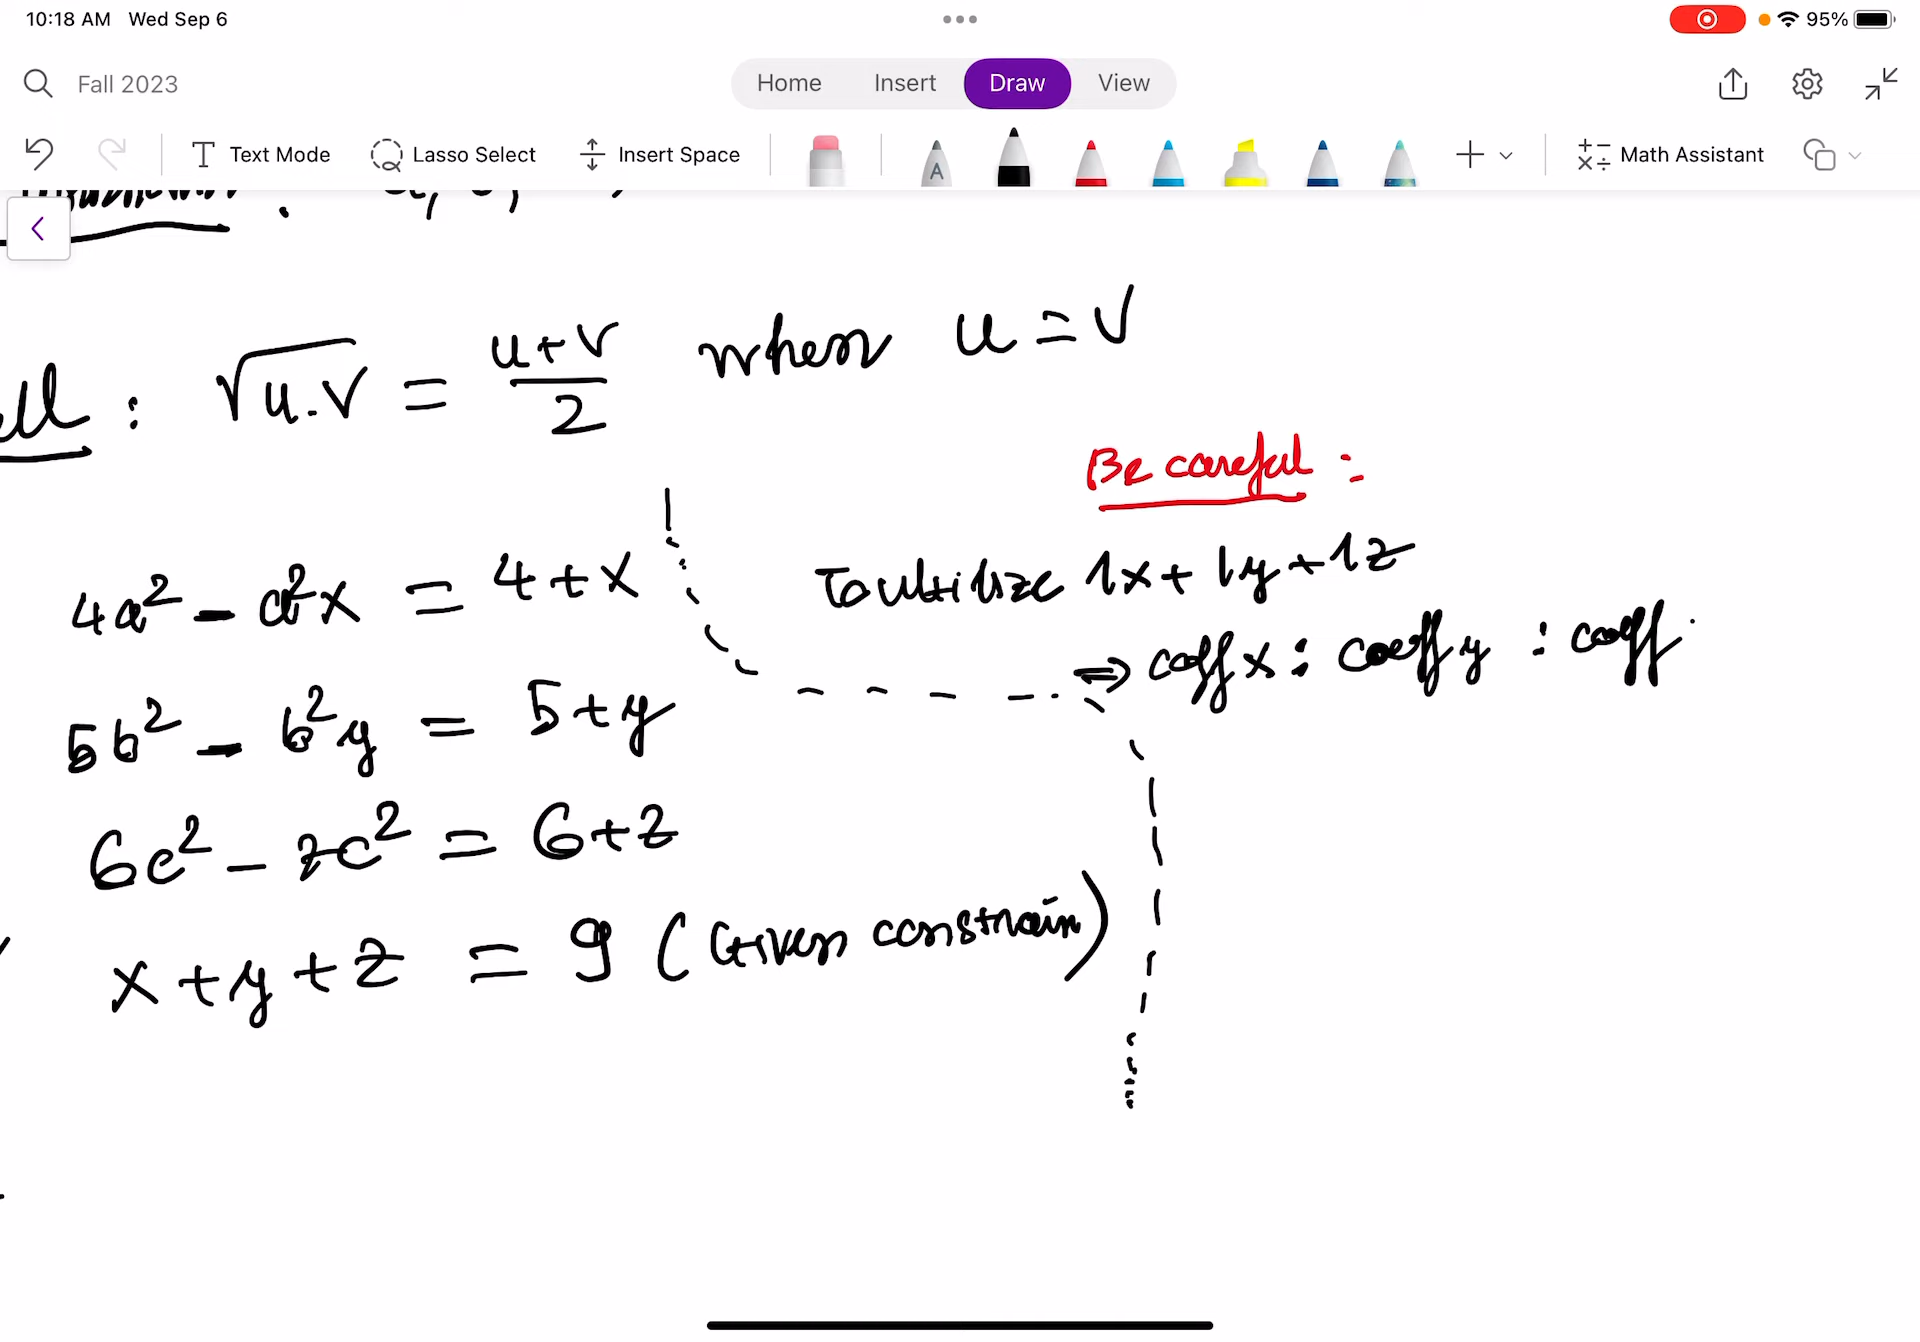 10:18 AM Wed Sep 6
95%
Fall 2023
Home Insert Draw View
Text Mode Lasso Select Insert Space A Math Assistant
√u.v = (u+v)/2 when u = v
Be careful :
4a² - a²x = 4+x
To ultilize 1x + 1y + 1z
⇒ coff x : coeff y : coeff
5b² - b²y = 5+y
6c² - zc² = 6+z
x + y + z = 9 (Given constrain)